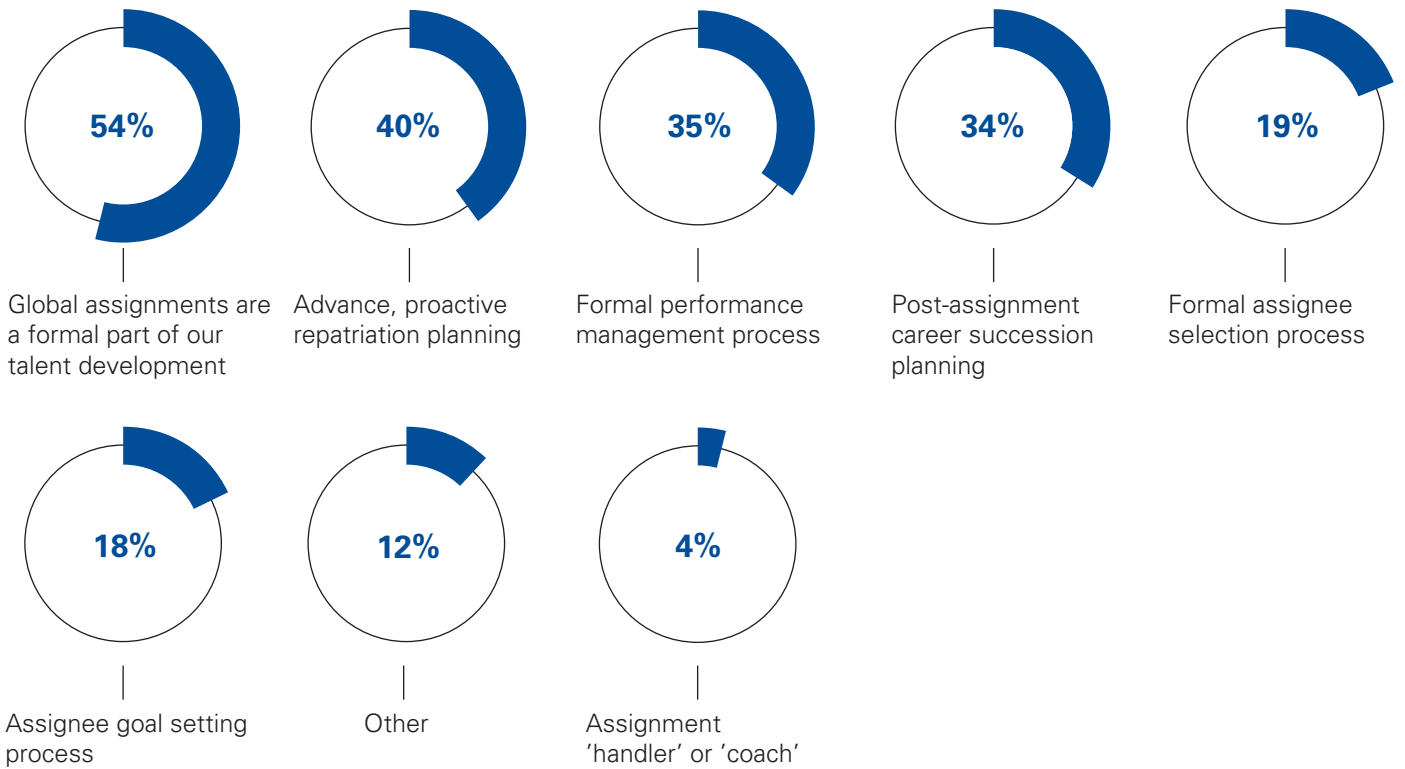 54%
Global assignments are
a formal part of our
talent development
40%
Advance, proactive
repatriation planning
35%
Formal performance
management process
34%
Post-assignment
career succession
planning
19%
Formal assignee
selection process
18%
Assignee goal setting
process
12%
Other
4%
Assignment
’handler’ or ’coach’